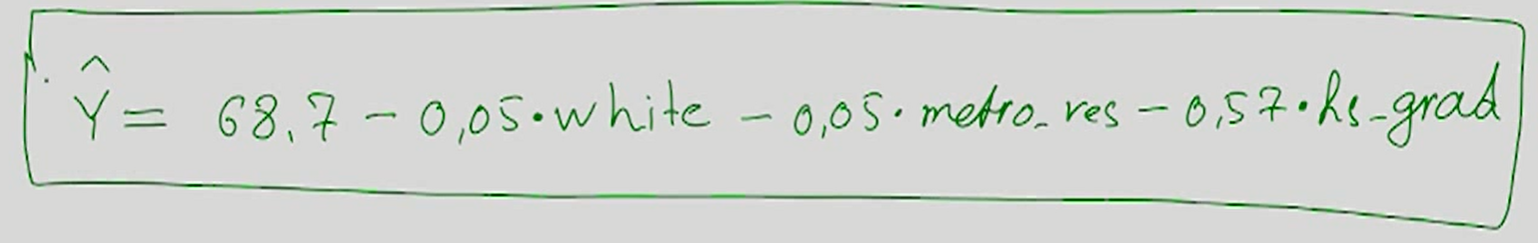 Ŷ = 68,7 - 0,05·white - 0,05·metro_res - 0,57·hs_grad